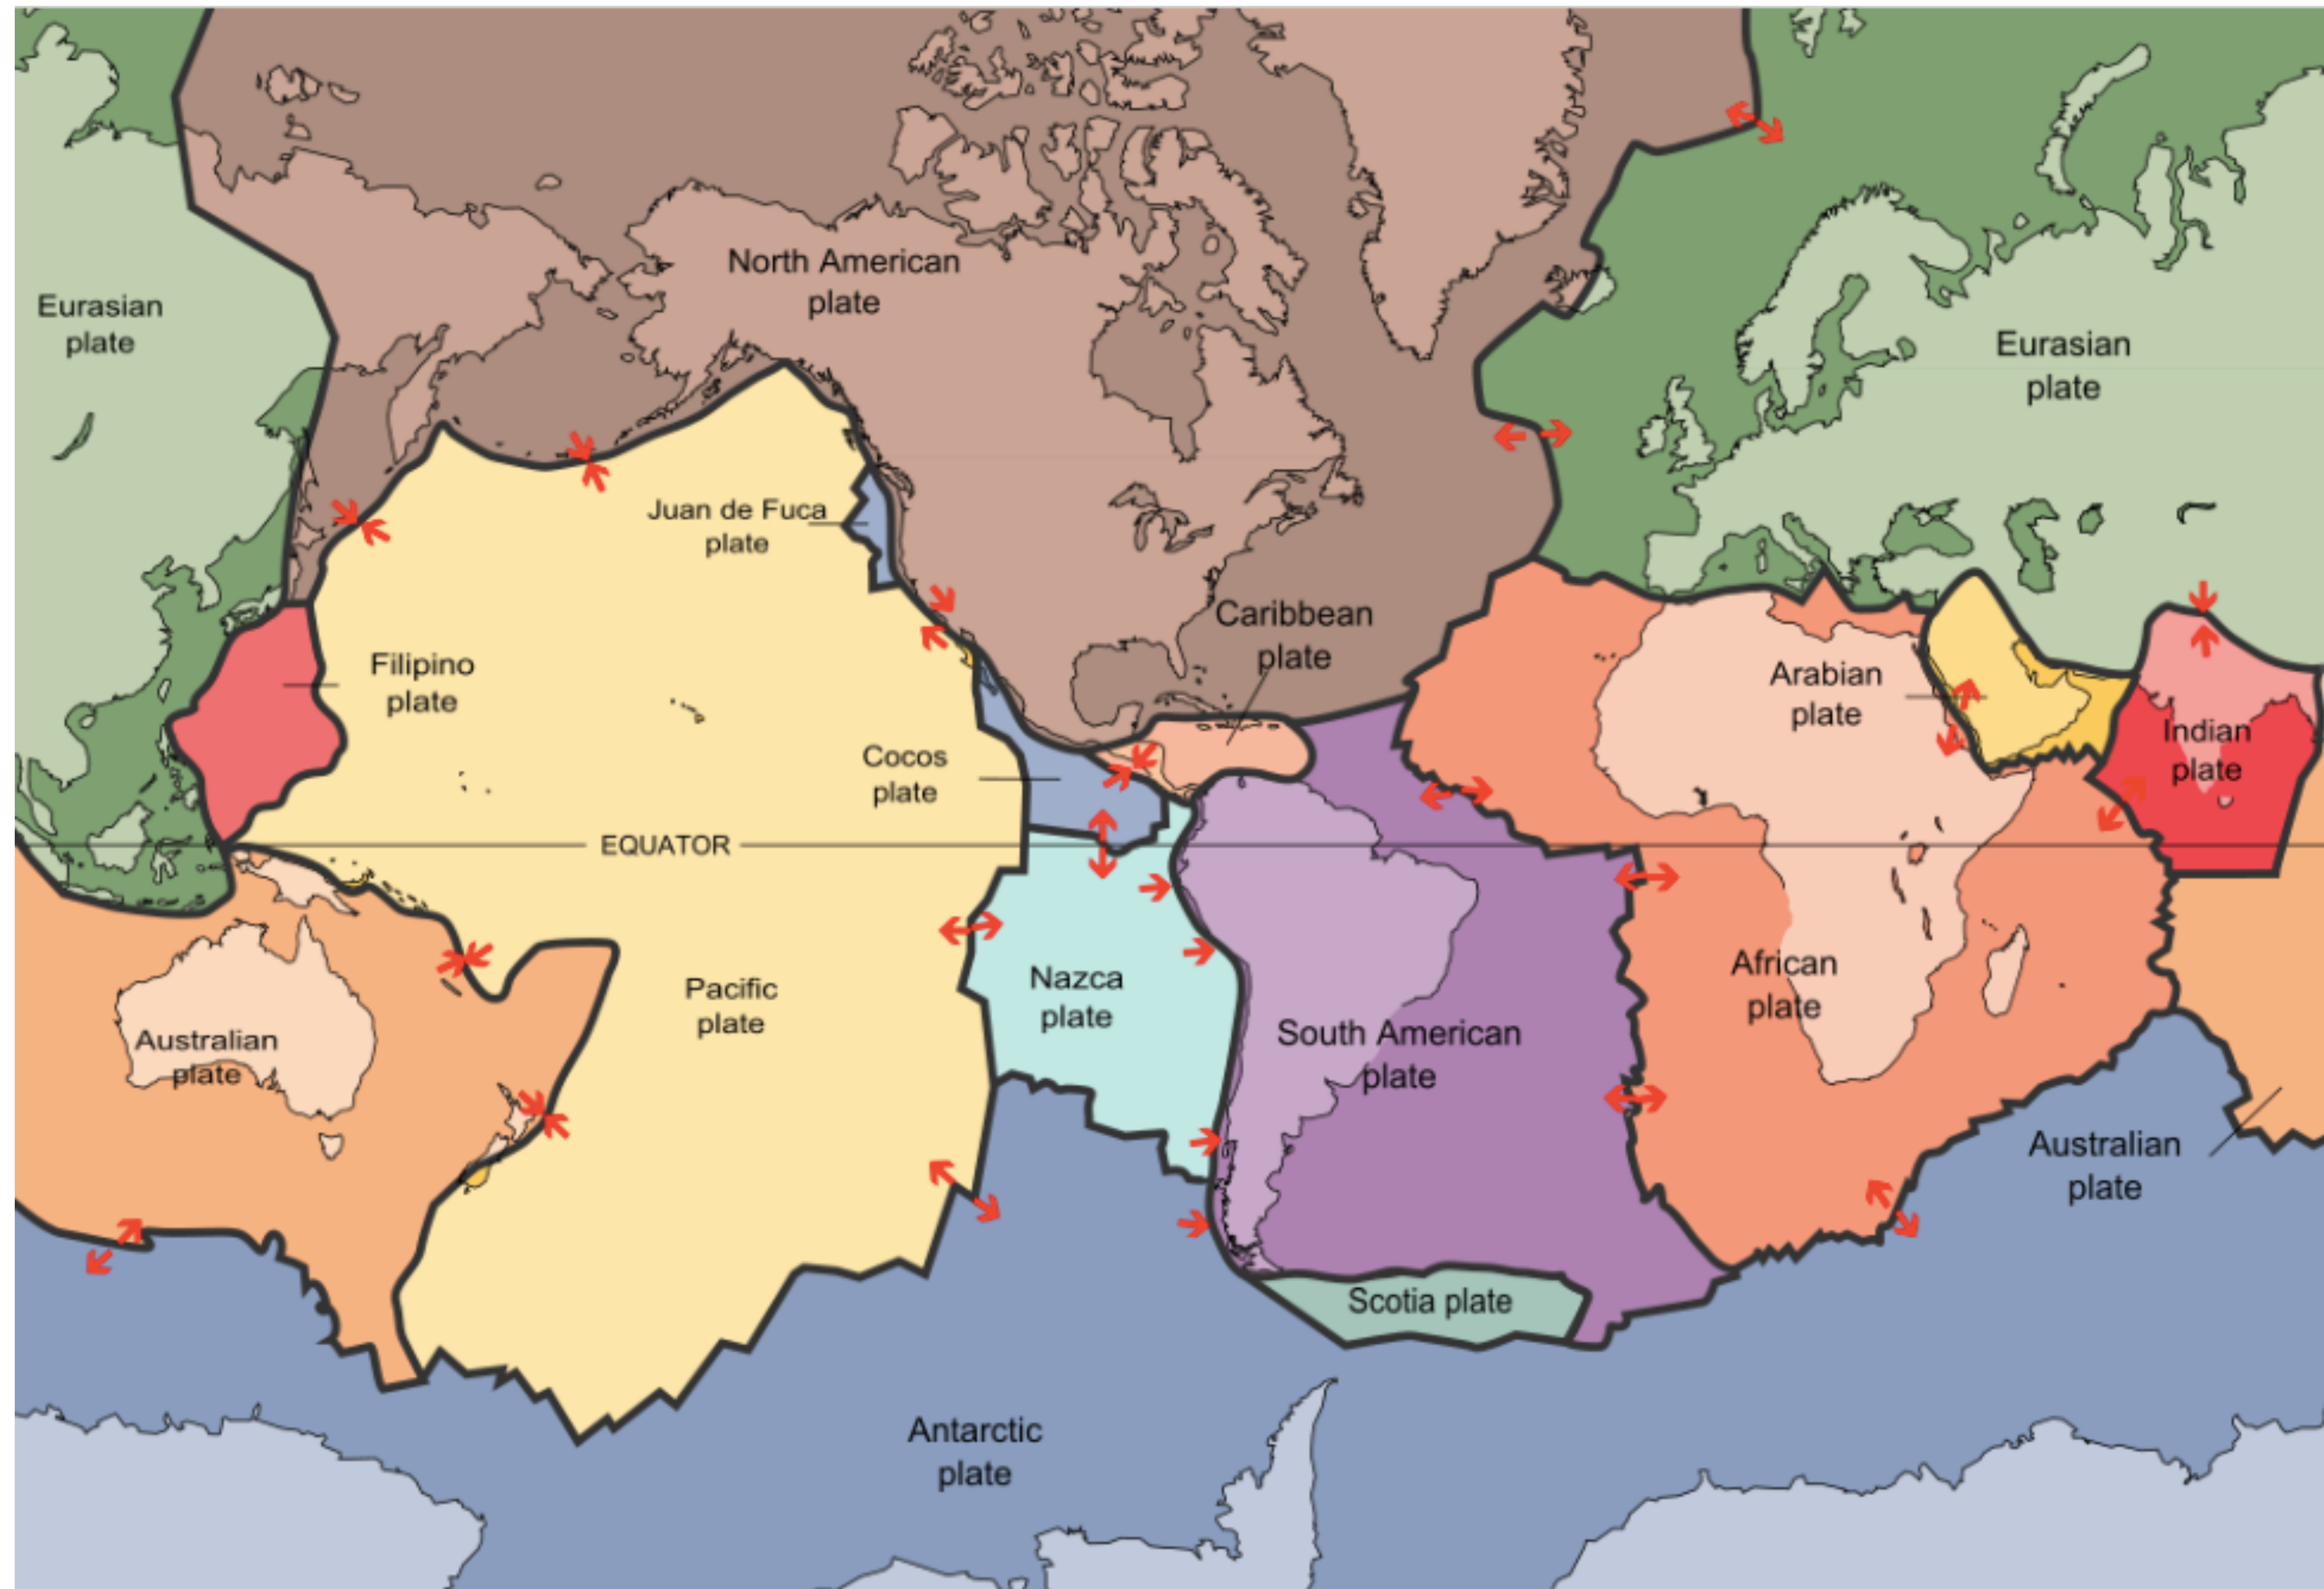 North American
plate
Eurasian
plate
Eurasian
plate
Juan de Fuca
plate
Caribbean
plate
Filipino
plate
Arabian
plate
Indian
plate
Cocos
plate
EQUATOR
Nazca
plate
African
plate
Pacific
plate
Australian
plate
South American
plate
Australian
plate
Scotia plate
Antarctic
plate